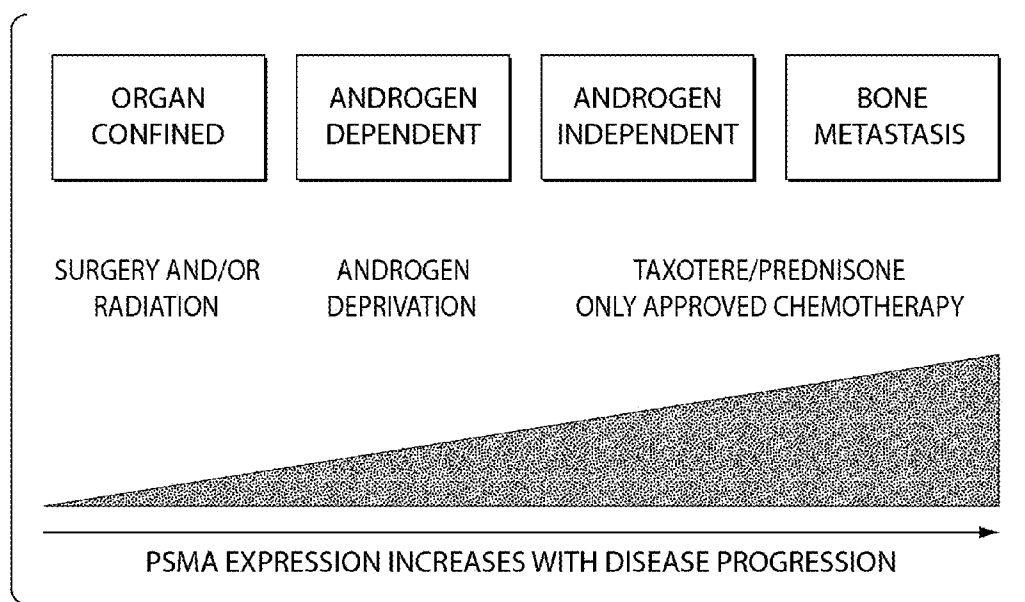 ORGAN
CONFINED
ANDROGEN
DEPENDENT
ANDROGEN
INDEPENDENT
BONE
METASTASIS
SURGERY AND/OR
RADIATION
ANDROGEN
DEPRIVATION
TAXOTERE/PREDNISONE
ONLY APPROVED CHEMOTHERAPY
PSMA EXPRESSION INCREASES WITH DISEASE PROGRESSION